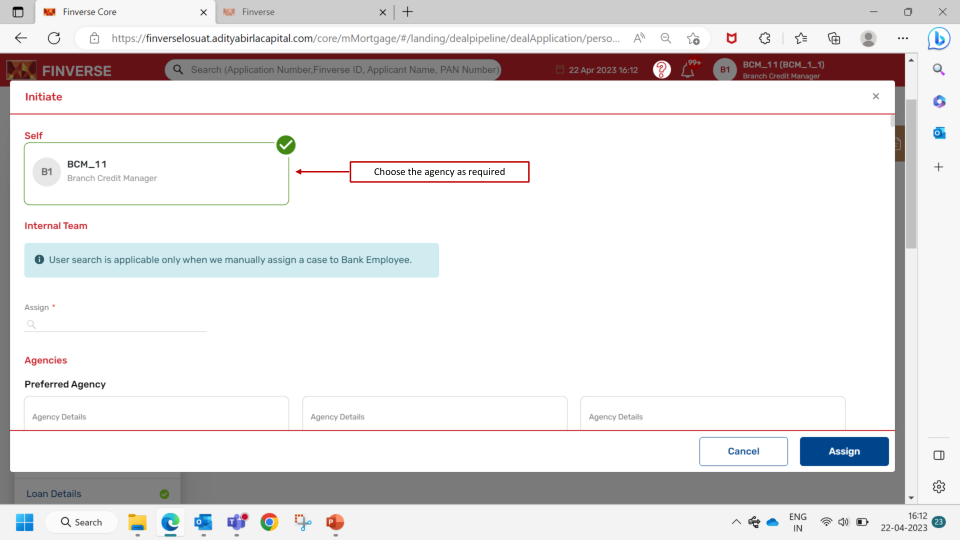 Finverse Core
Finverse
https://finverselosuat.adityabirlacapital.com/core/mMortgage/#/landing/dealpipeline/dealApplication/perso...
FINVERSE
Search (Application Number,Finverse ID, Applicant Name, PAN Number)
22 Apr 2023 16:12
99+
B1
BCM_1 1 (BCM_1_1)
Branch Credit Manager
Initiate
Self
B1
BCM_1 1
Branch Credit Manager
Choose the agency as required
Internal Team
User search is applicable only when we manually assign a case to Bank Employee.
Assign *
Agencies
Preferred Agency
Agency Details
Agency Details
Agency Details
Cancel
Assign
Loan Details
Search
ENG
IN
16:12
22-04-2023
23